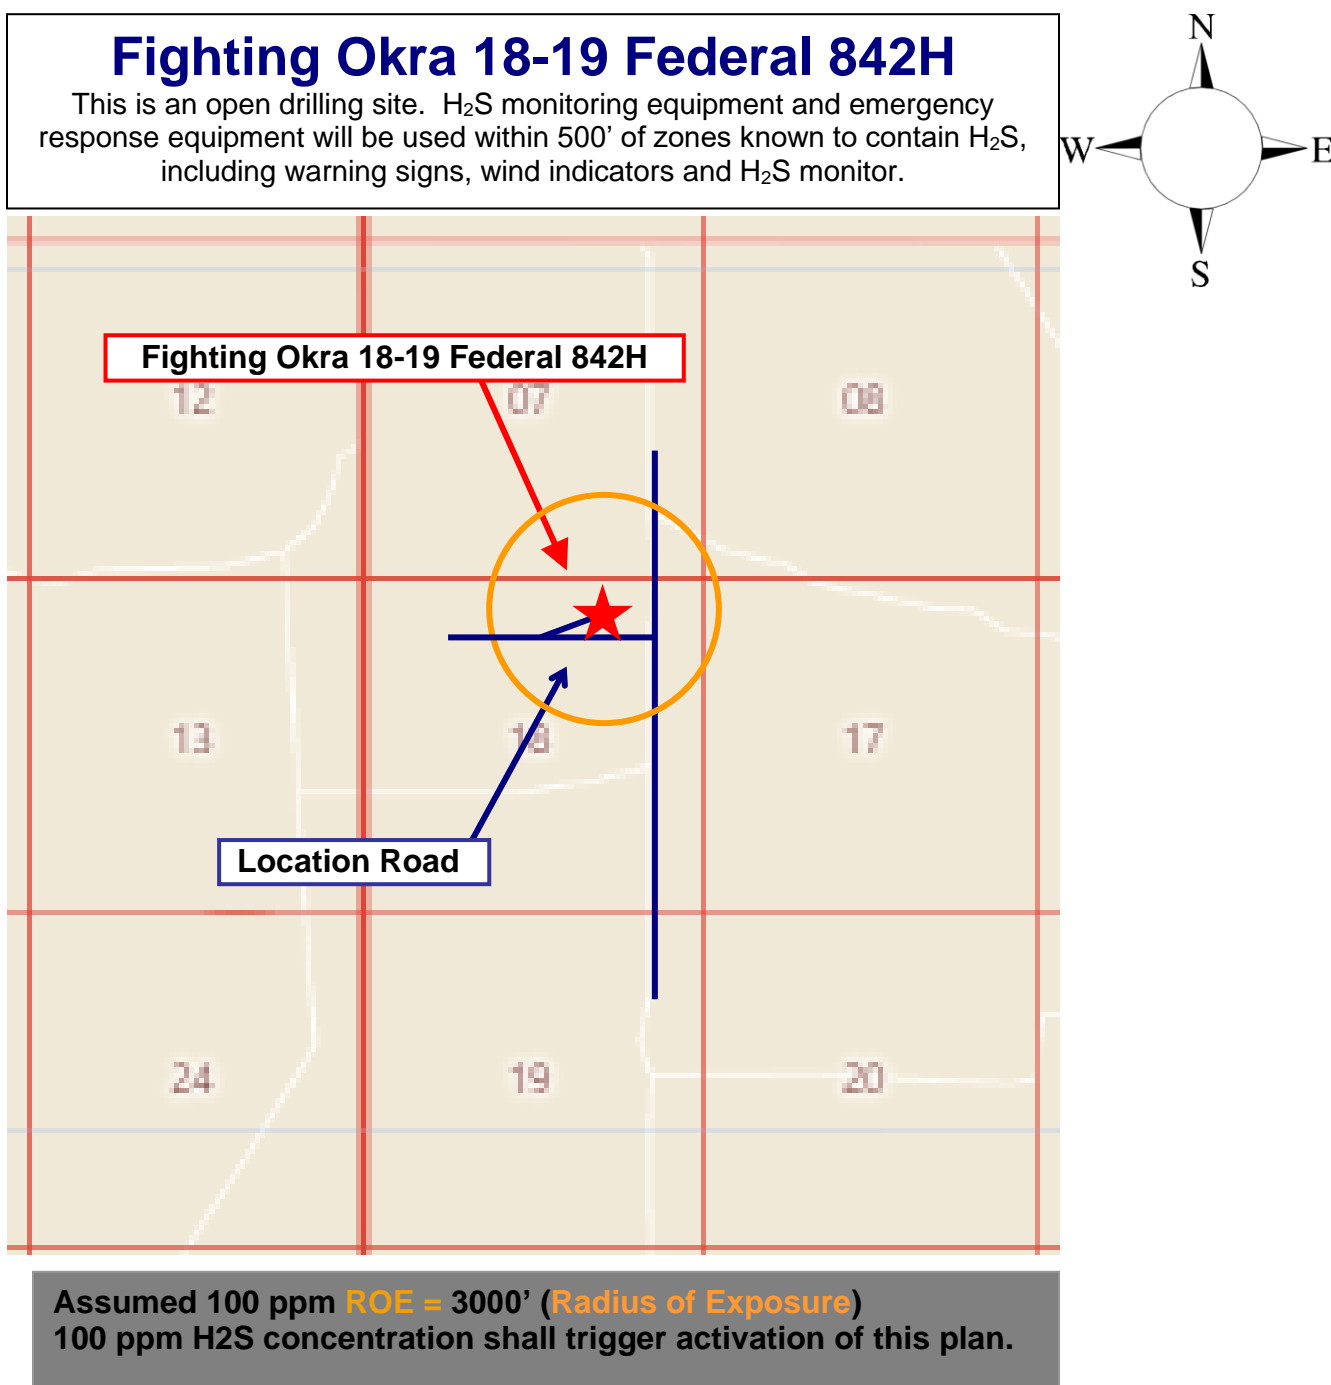 Fighting Okra 18-19 Federal 842H
This is an open drilling site. H₂S monitoring equipment and emergency
response equipment will be used within 500’ of zones known to contain H₂S,
including warning signs, wind indicators and H₂S monitor.
N
W
E
S
Fighting Okra 18-19 Federal 842H
12
07
08
13
18
17
Location Road
24
19
20
Assumed 100 ppm ROE = 3000’ (Radius of Exposure)
100 ppm H2S concentration shall trigger activation of this plan.